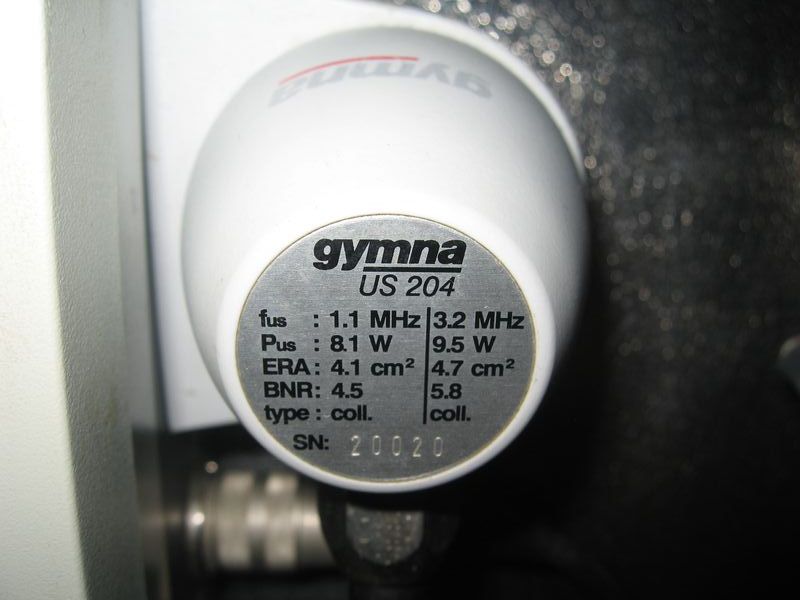 gymna
gymna
US 204
fus : 1.1 MHz | 3.2 MHz
Pus : 8.1 W | 9.5 W
ERA: 4.1 cm² | 4.7 cm²
BNR: 4.5 | 5.8
type : coll. | coll.
SN: 20020